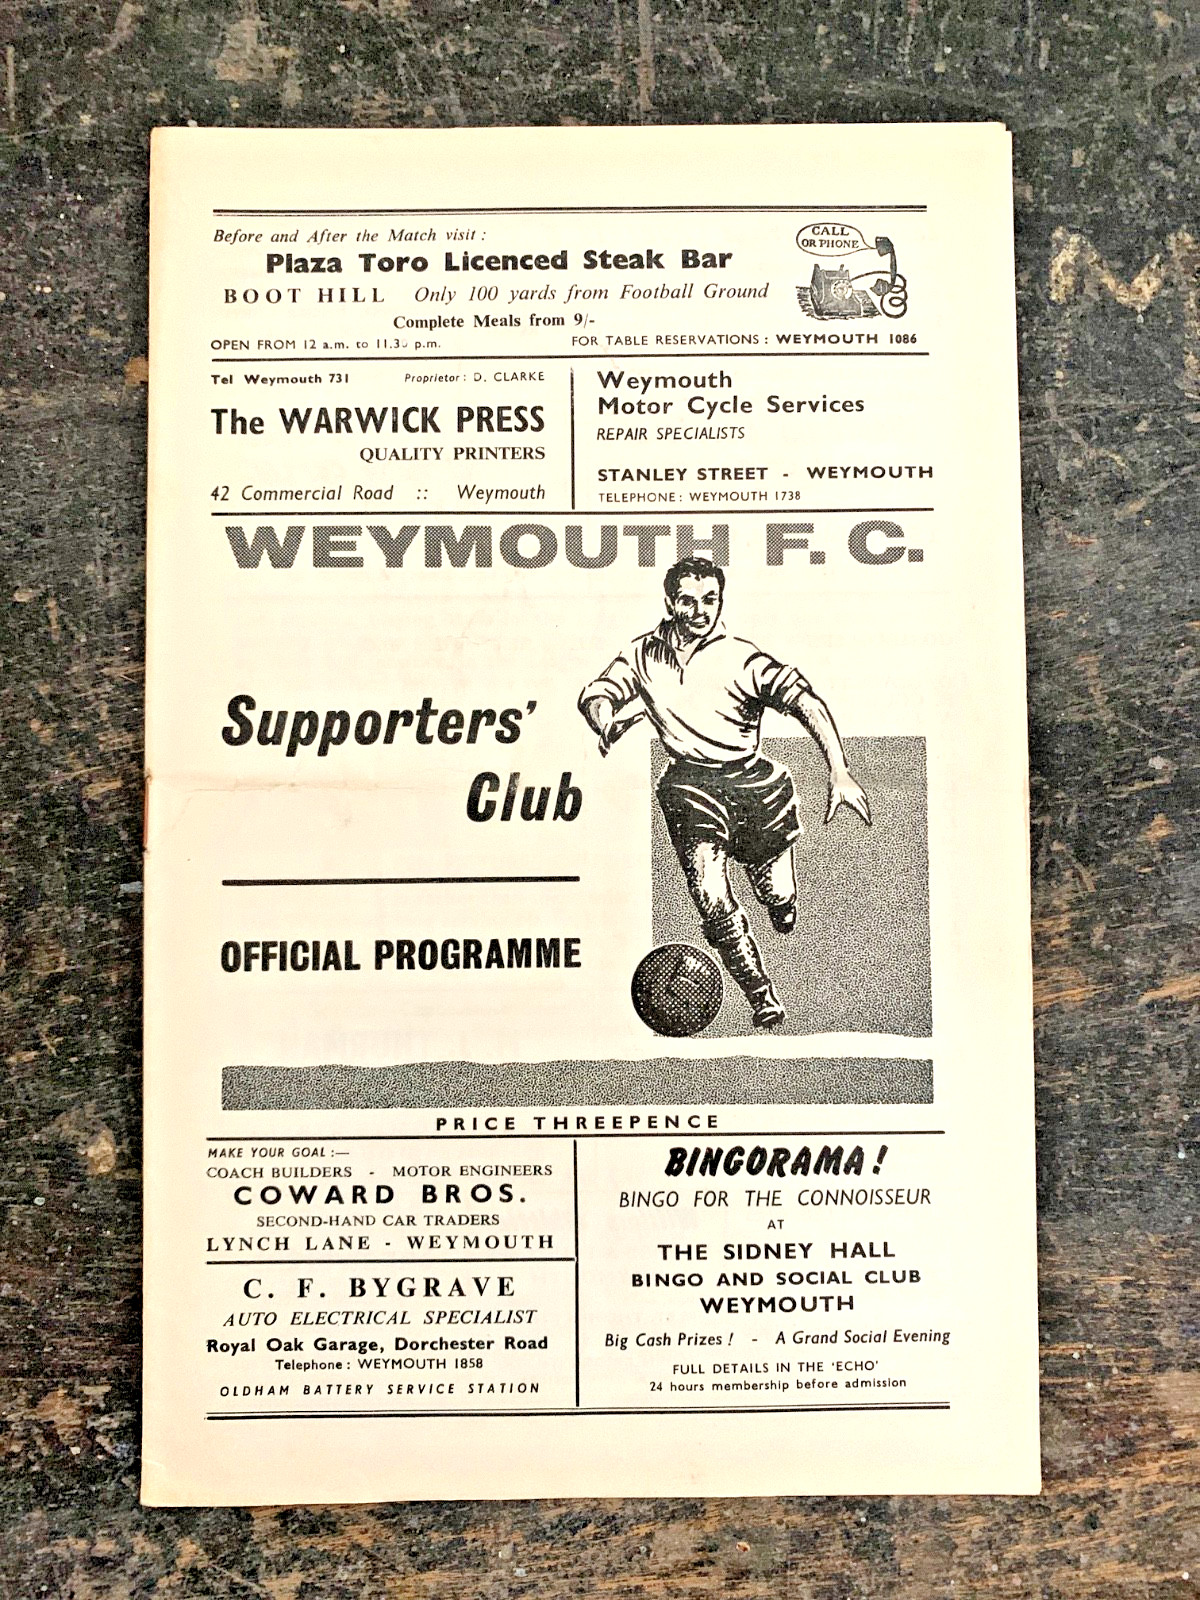 Before and After the Match visit :
Plaza Toro Licenced Steak Bar
BOOT HILL Only 100 yards from Football Ground
Complete Meals from 9/-
OPEN FROM 12 a.m. to 11.30 p.m. FOR TABLE RESERVATIONS : WEYMOUTH 1086
CALL
OR PHONE
Tel Weymouth 731 Proprietor : D. CLARKE
The WARWICK PRESS
QUALITY PRINTERS
42 Commercial Road :: Weymouth
Weymouth
Motor Cycle Services
REPAIR SPECIALISTS
STANLEY STREET - WEYMOUTH
TELEPHONE : WEYMOUTH 1738
WEYMOUTH F. C.
Supporters'
Club
OFFICIAL PROGRAMME
PRICE THREEPENCE
MAKE YOUR GOAL :—
COACH BUILDERS - MOTOR ENGINEERS
COWARD BROS.
SECOND-HAND CAR TRADERS
LYNCH LANE - WEYMOUTH
C. F. BYGRAVE
AUTO ELECTRICAL SPECIALIST
Royal Oak Garage, Dorchester Road
Telephone : WEYMOUTH 1858
OLDHAM BATTERY SERVICE STATION
BINGORAMA !
BINGO FOR THE CONNOISSEUR
AT
THE SIDNEY HALL
BINGO AND SOCIAL CLUB
WEYMOUTH
Big Cash Prizes ! - A Grand Social Evening
FULL DETAILS IN THE 'ECHO'
24 hours membership before admission